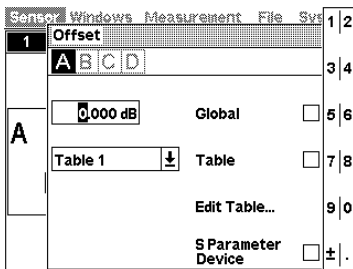 Sensor Windows Measurement File Sys
1 Offset 1|2
A B C D 3|4
0.000 dB Global 5|6
A
Table 1 Table 7|8
Edit Table... 9|0
S Parameter Device ±|.